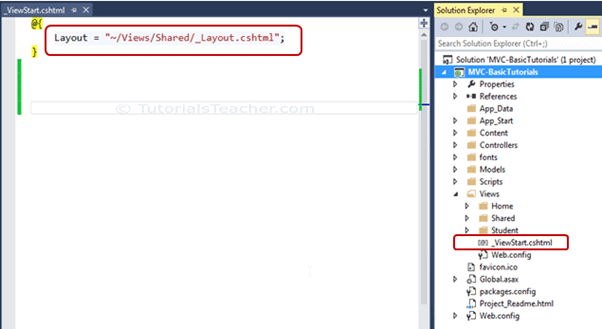 _ViewStart.cshtml
@{
Layout = "~/Views/Shared/_Layout.cshtml";
}
© TutorialsTeacher.com
Solution Explorer
Search Solution Explorer (Ctrl+;)
Solution 'MVC-BasicTutorials' (1 project)
MVC-BasicTutorials
Properties
References
App_Data
App_Start
Content
Controllers
fonts
Models
Scripts
Views
Home
Shared
Student
_ViewStart.cshtml
Web.config
favicon.ico
Global.asax
packages.config
Project_Readme.html
Web.config